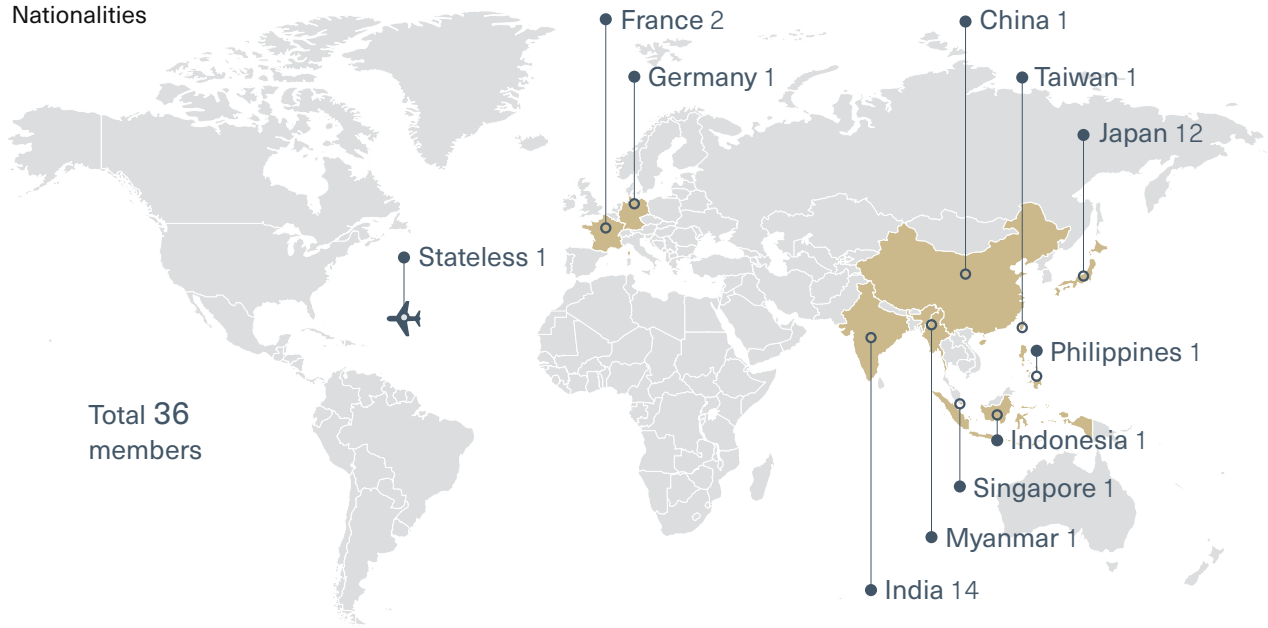 Nationalities
France 2
China 1
Germany 1
Taiwan 1
Japan 12
Stateless 1
Philippines 1
Total 36
members
Indonesia 1
Singapore 1
Myanmar 1
India 14